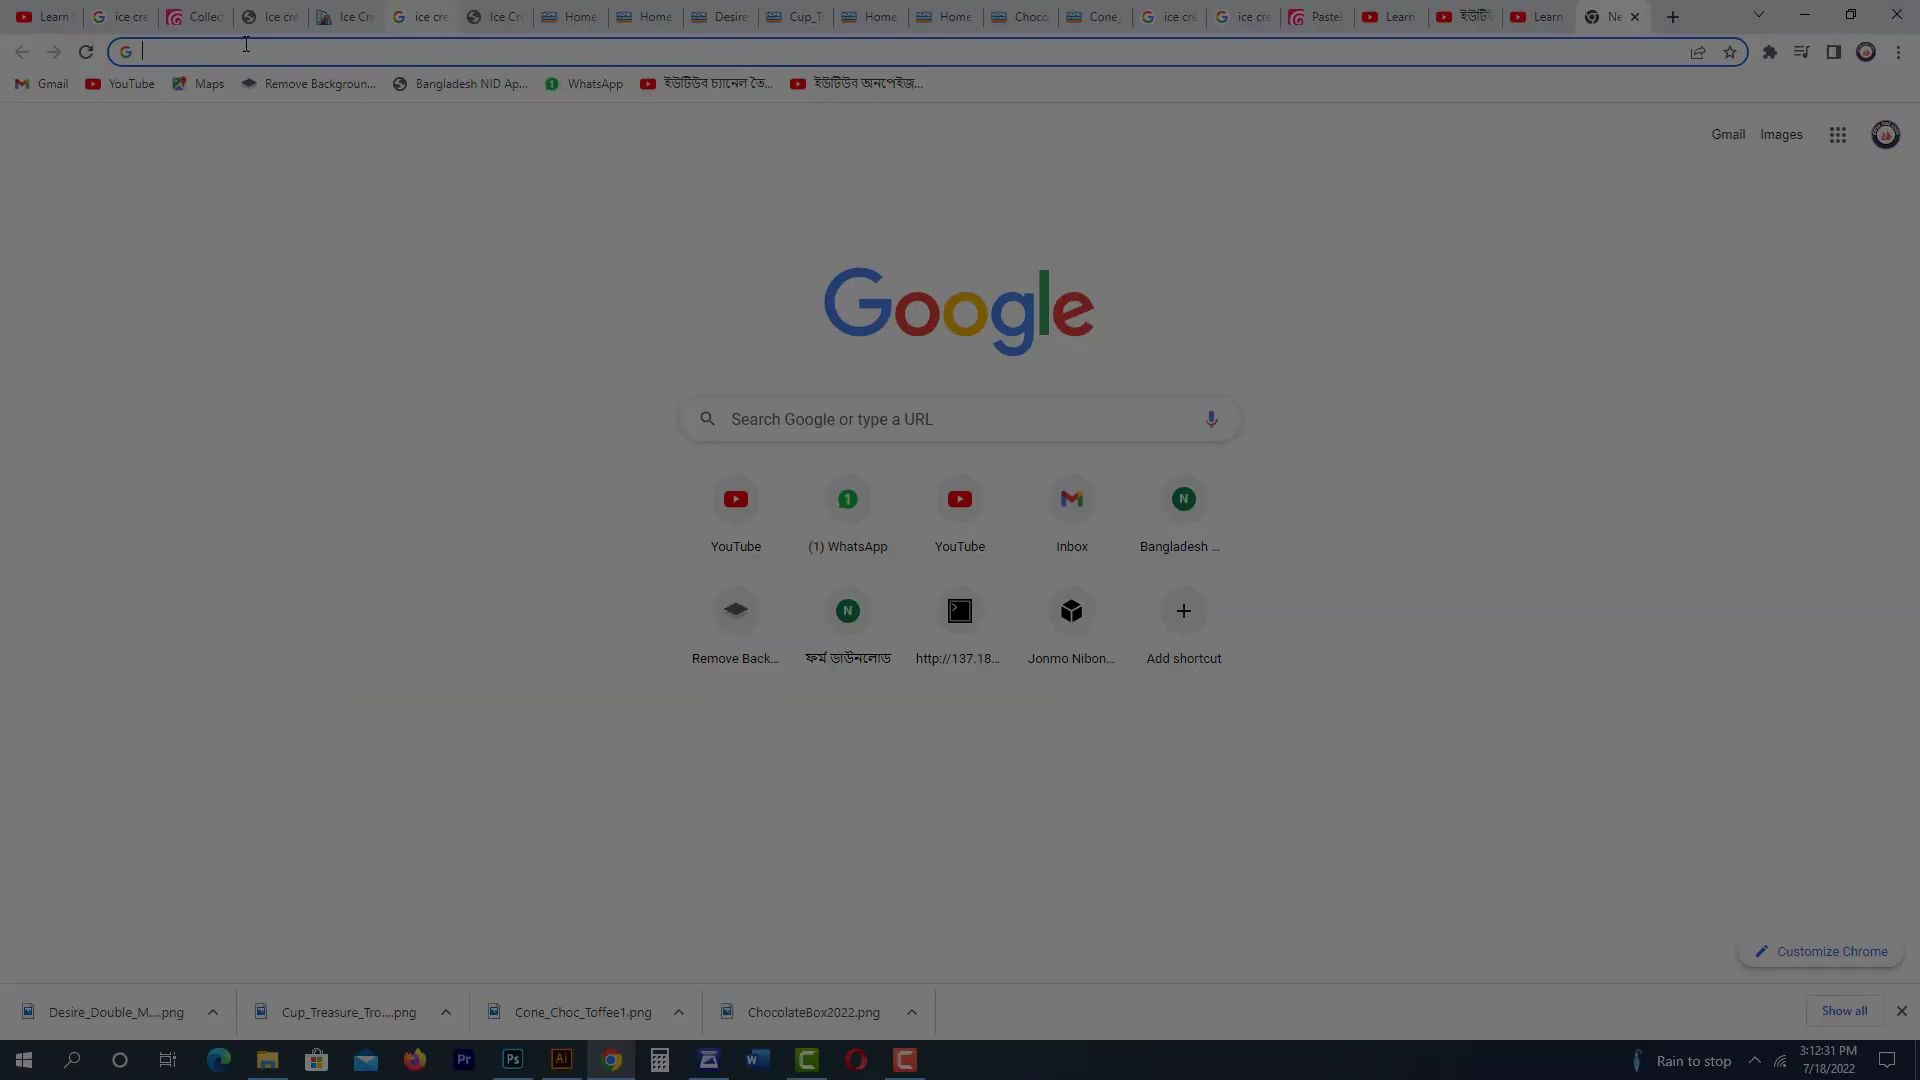 Learn
ice cre
Collec
Ice cre
Ice Cr
ice cre
Ice Cr
Home
Home
Desire
Cup_T
Home
Home
Choco
Cone_
ice cre
ice cre
Pastel
Learn
ইউটিউ
Learn
Ne
Gmail
YouTube
Maps
Remove Backgroun...
Bangladesh NID Ap...
WhatsApp
ইউটিউব চ্যানেল তৈ...
ইউটিউব অনপেইজ...
Gmail
Images
Google
Search Google or type a URL
YouTube
(1) WhatsApp
YouTube
Inbox
Bangladesh ...
Remove Back...
ফর্ম ডাউনলোড
http://137.18...
Jonmo Nibon...
Add shortcut
Customize Chrome
Desire_Double_M....png
Cup_Treasure_Tro....png
Cone_Choc_Toffee1.png
ChocolateBox2022.png
Show all
Rain to stop
3:12:31 PM
7/18/2022